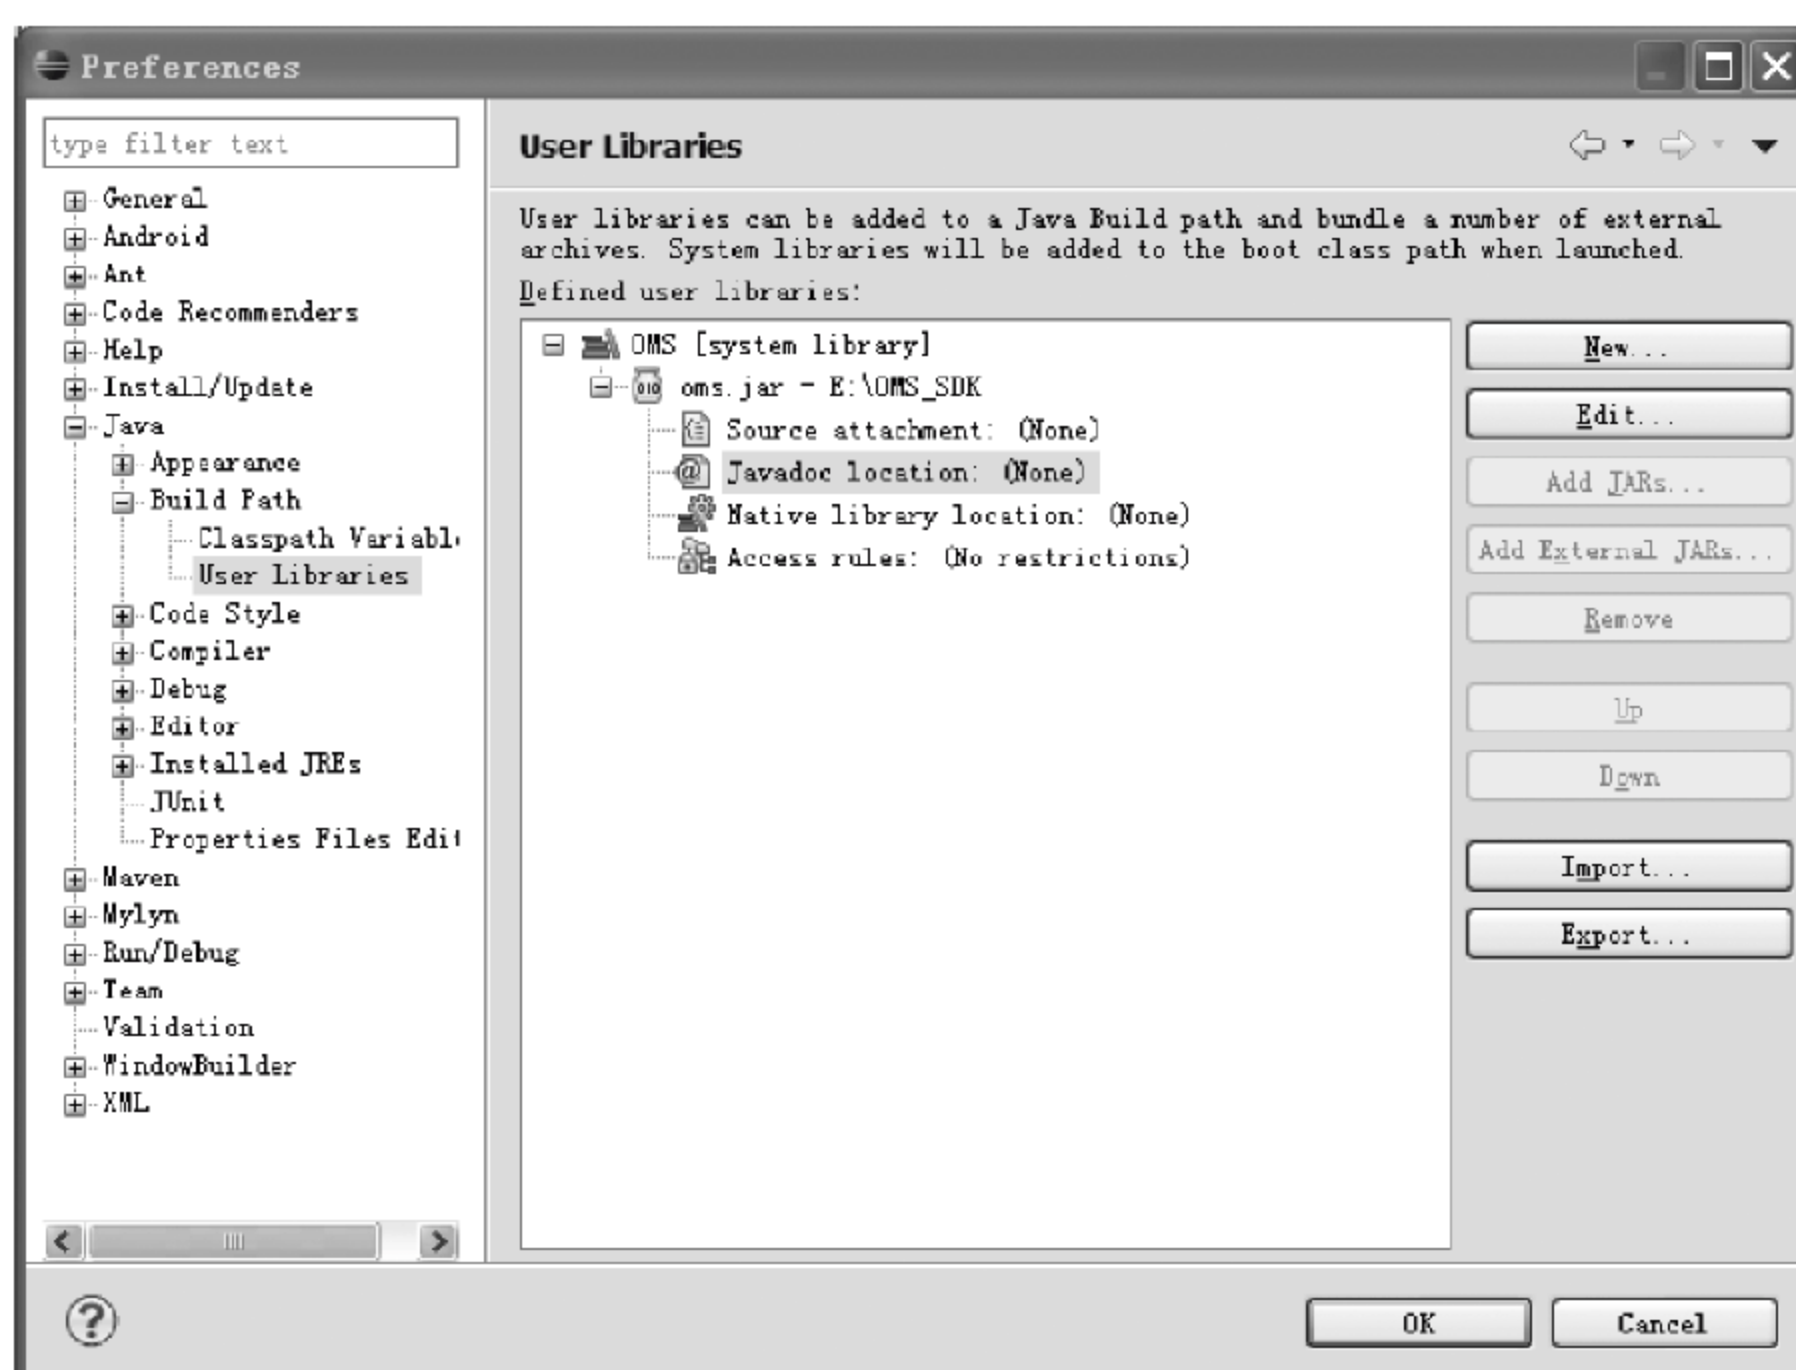 Preferences
type filter text
General
Android
Ant
Code Recommenders
Help
Install/Update
Java
Appearance
Build Path
Classpath Variabl
User Libraries
Code Style
Compiler
Debug
Editor
Installed JREs
JUnit
Properties Files Edi
Maven
Mylyn
Run/Debug
Team
Validation
WindowBuilder
XML
User Libraries
User libraries can be added to a Java Build path and bundle a number of external
archives. System libraries will be added to the boot class path when launched.
Defined user libraries:
OMS [system library]
oms.jar - E:\OMS_SDK
Source attachment: (None)
Javadoc location: (None)
Native library location: (None)
Access rules: (No restrictions)
New...
Edit...
Add JARs...
Add External JARs...
Remove
Up
Down
Import...
Export...
OK
Cancel